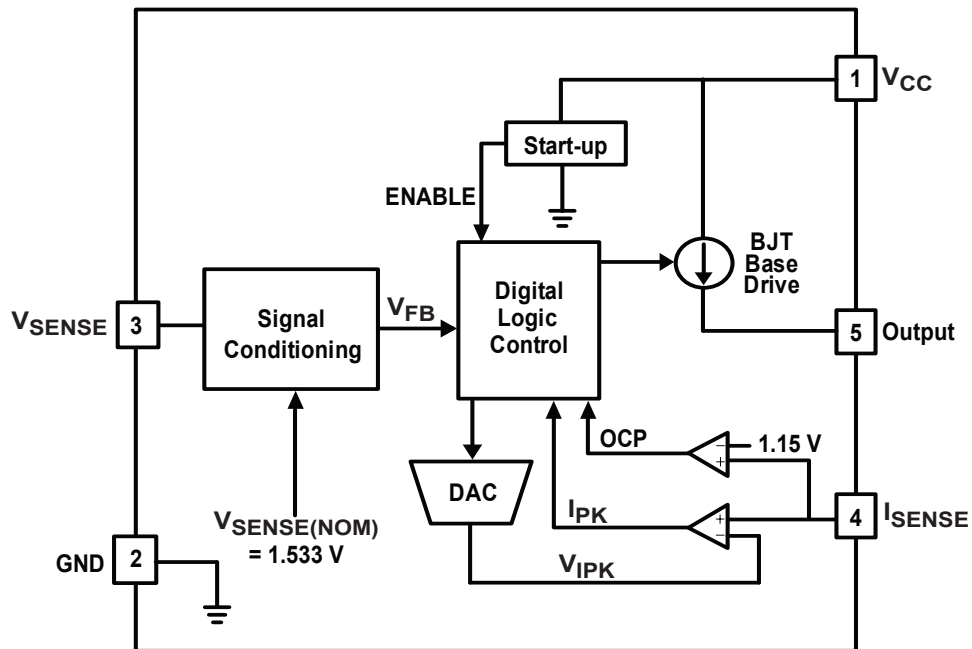 1
VCC
Start-up
ENABLE
BJT
Base
Drive
Digital
Logic
Control
VSENSE
3
Signal
Conditioning
VFB
5
Output
OCP
−
+
1.15 V
DAC
IPK
+
−
4
ISENSE
VSENSE(NOM)
= 1.533 V
VIPK
GND
2